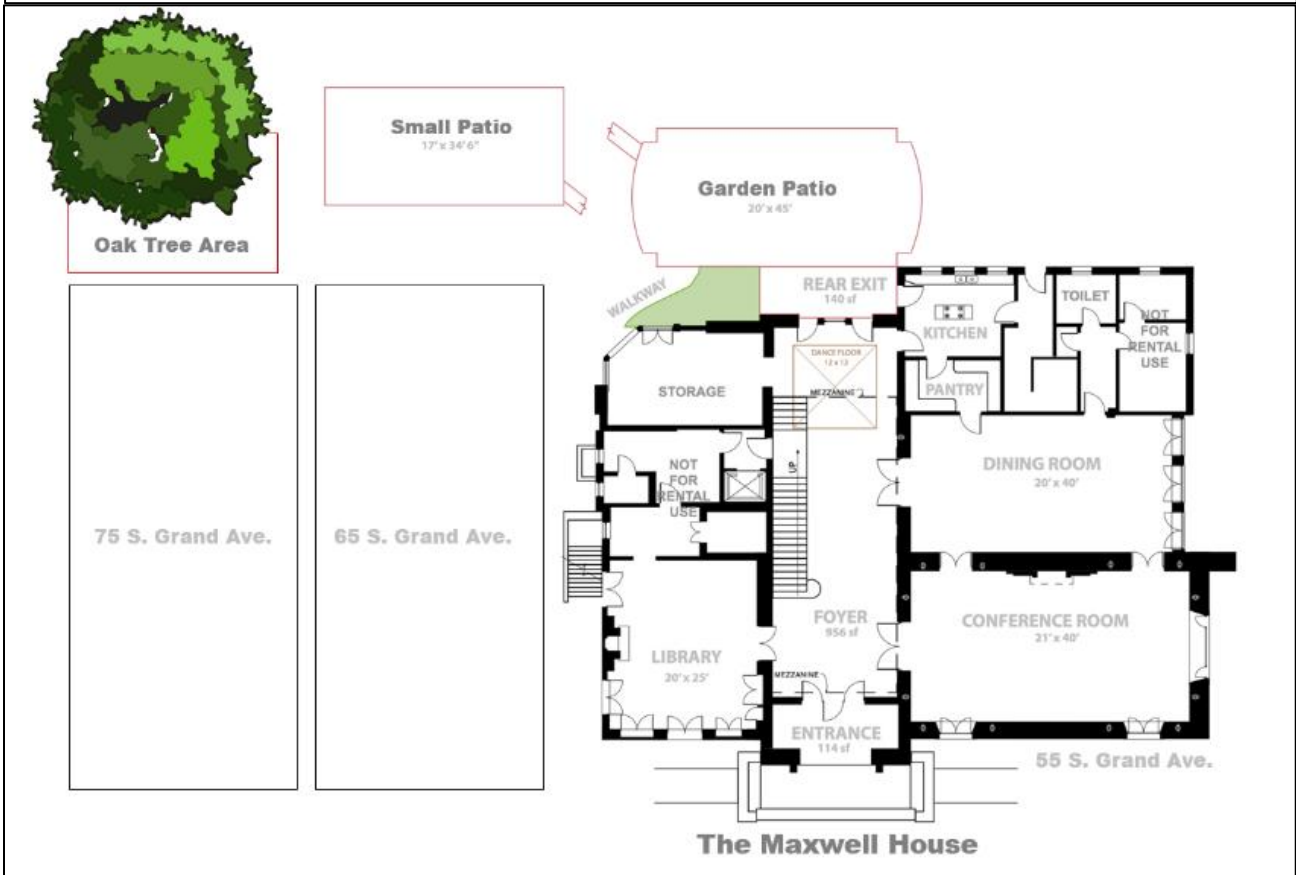 Small Patio
17' x 34'6"
Garden Patio
20' x 45'
Oak Tree Area
WALKWAY
REAR EXIT
140 sf
TOILET
KITCHEN
NOT
FOR
RENTAL
USE
DANCE FLOOR
12 x 12
MEZZANINE
PANTRY
STORAGE
UP
NOT
FOR
RENTAL
USE
DINING ROOM
20' x 40'
75 S. Grand Ave.
65 S. Grand Ave.
FOYER
956 sf
CONFERENCE ROOM
21' x 40'
LIBRARY
20' x 25'
MEZZANINE
ENTRANCE
114 sf
55 S. Grand Ave.
The Maxwell House